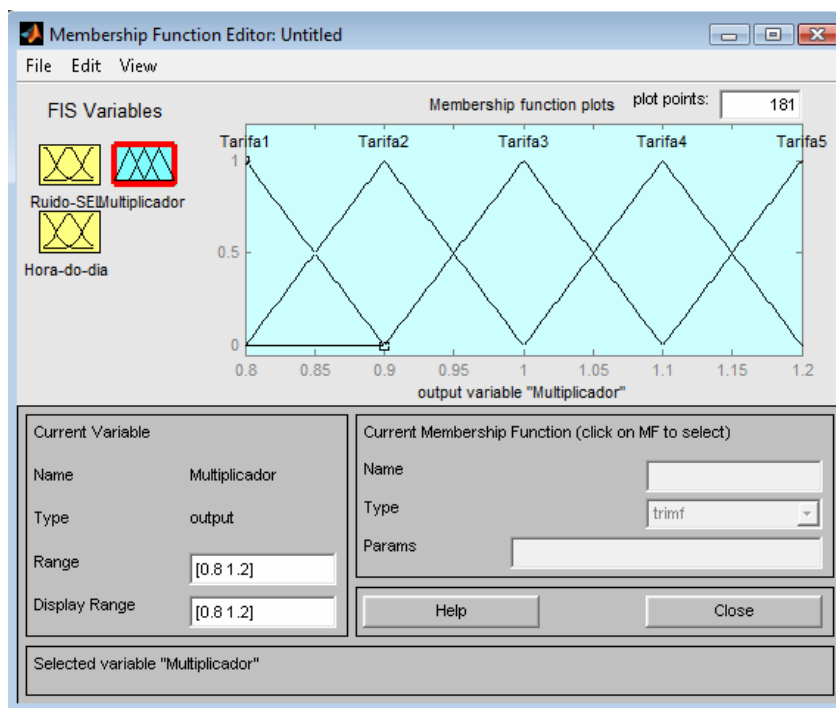 Membership Function Editor: Untitled
File Edit View
FIS Variables
Membership function plots
plot points:
181
Tarifa1 Tarifa2 Tarifa3 Tarifa4 Tarifa5
Ruido-SEL
Multiplicador
Hora-do-dia
1
0.5
0
0.8 0.85 0.9 0.95 1 1.05 1.1 1.15 1.2
output variable "Multiplicador"
Current Variable
Name Multiplicador
Type output
Range [0.8 1.2]
Display Range [0.8 1.2]
Current Membership Function (click on MF to select)
Name
Type trimf
Params
Help
Close
Selected variable "Multiplicador"